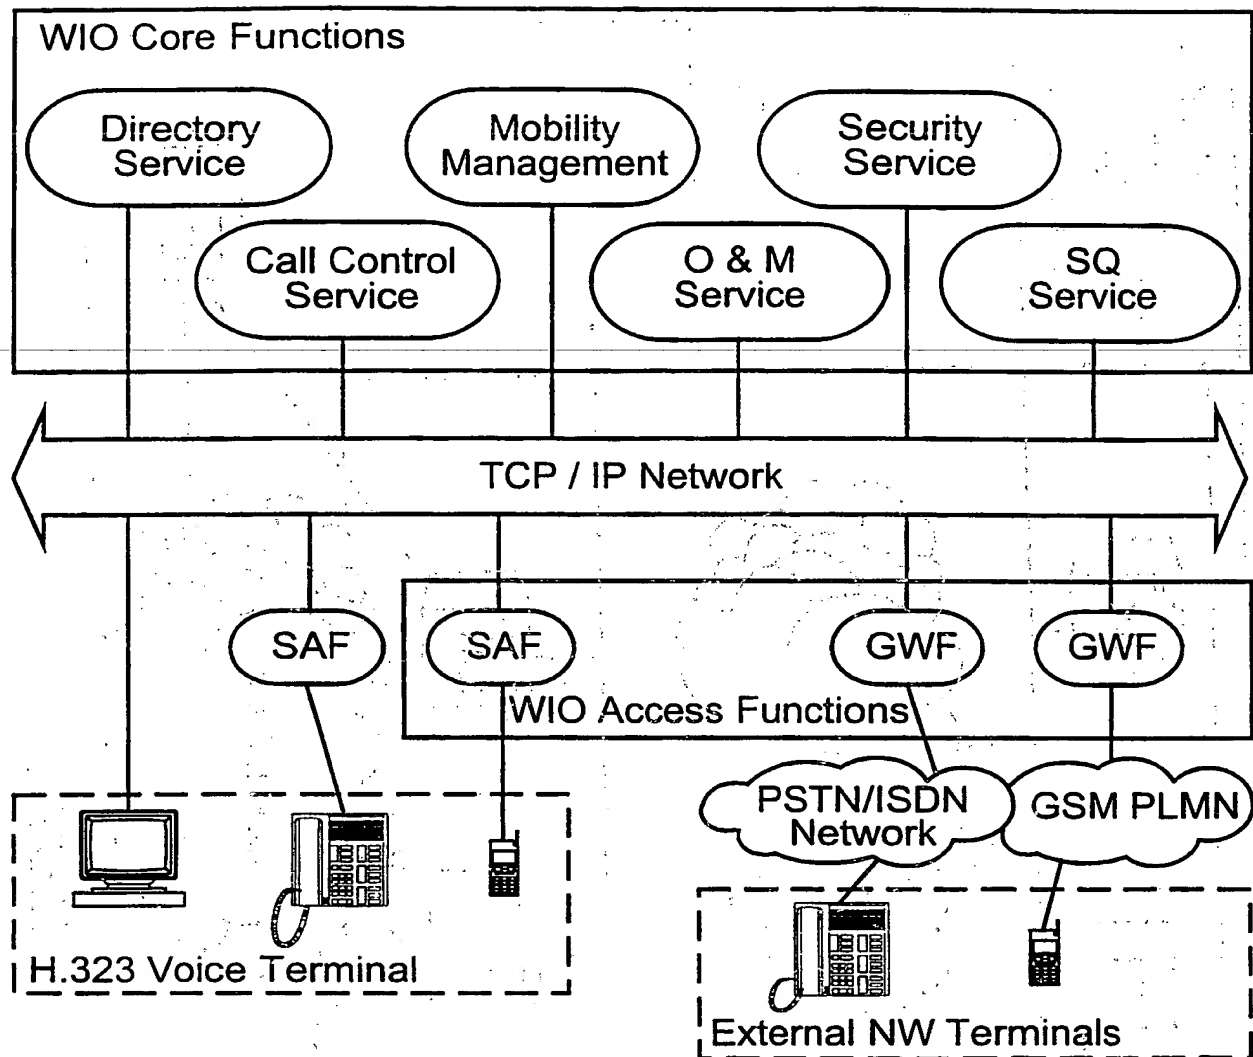 WIO Core Functions
Directory
Service
Mobility
Management
Security
Service
Call Control
Service
O & M
Service
SQ
Service
TCP / IP Network
SAF
SAF
GWF
GWF
WIO Access Functions
PSTN/ISDN
Network
GSM PLMN
H.323 Voice Terminal
External NW Terminals